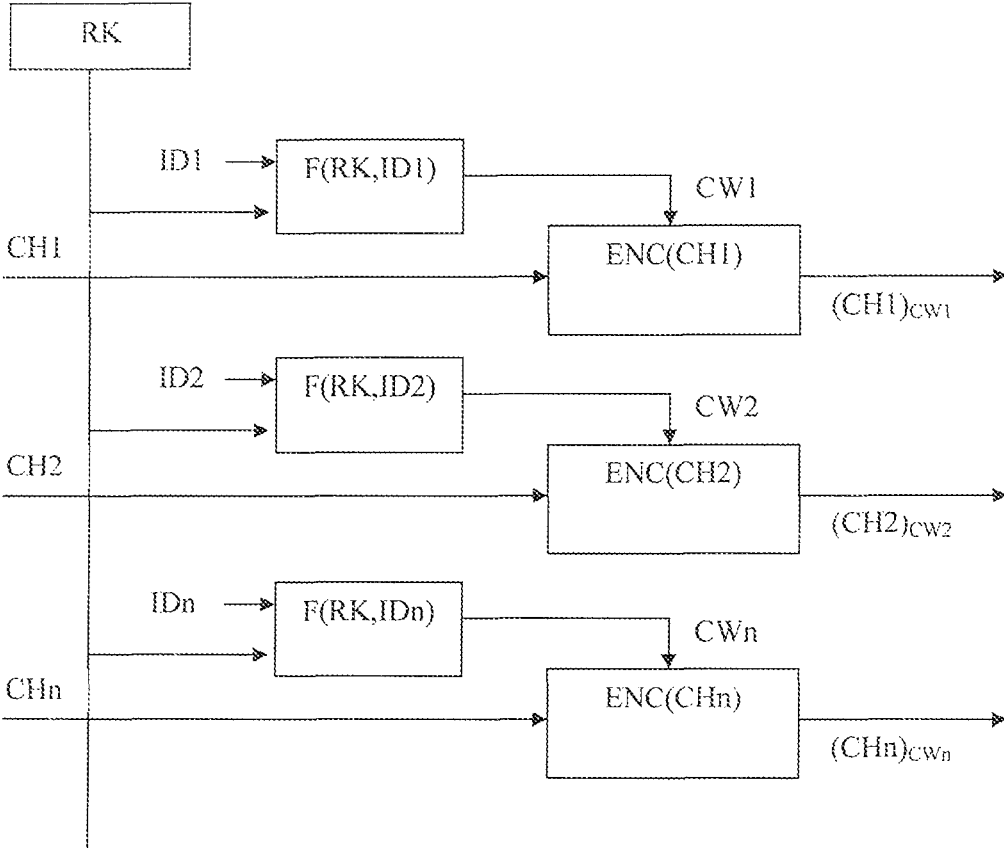 RK
ID1
F(RK,ID1)
CW1
CH1
ENC(CH1)
(CH1)CW1
ID2
F(RK,ID2)
CW2
CH2
ENC(CH2)
(CH2)CW2
IDn
F(RK,IDn)
CWn
CHn
ENC(CHn)
(CHn)CWn